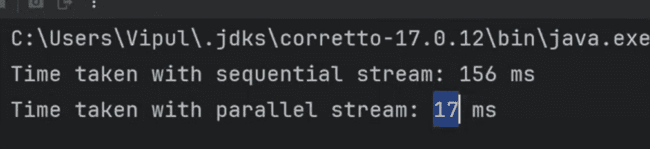 C:\Users\Vipul\.jdks\corretto-17.0.12\bin\java.exe
Time taken with sequential stream: 156 ms
Time taken with parallel stream: 17 ms